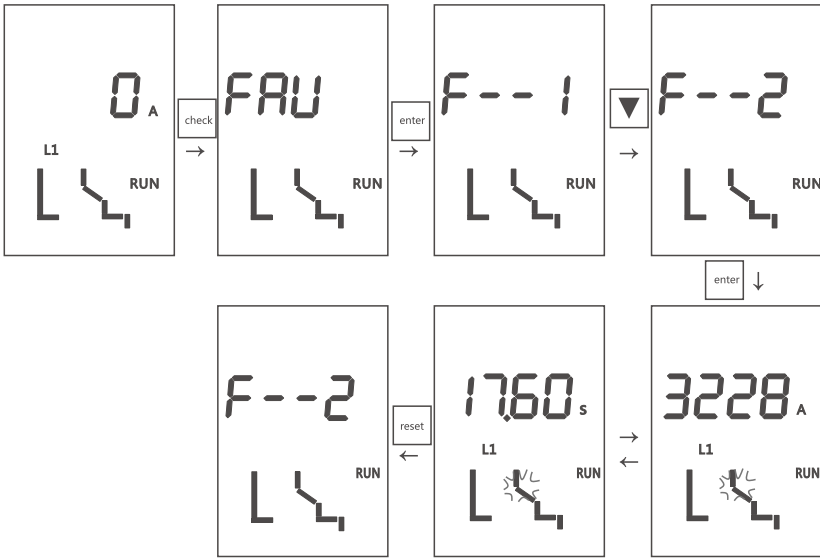 0 A
L1
RUN
check
→
FAU
RUN
enter
→
F--1
RUN
▼
→
F--2
RUN
enter ↓
3228 A
L1
RUN
→
←
17.60 s
L1
RUN
reset
←
F--2
RUN